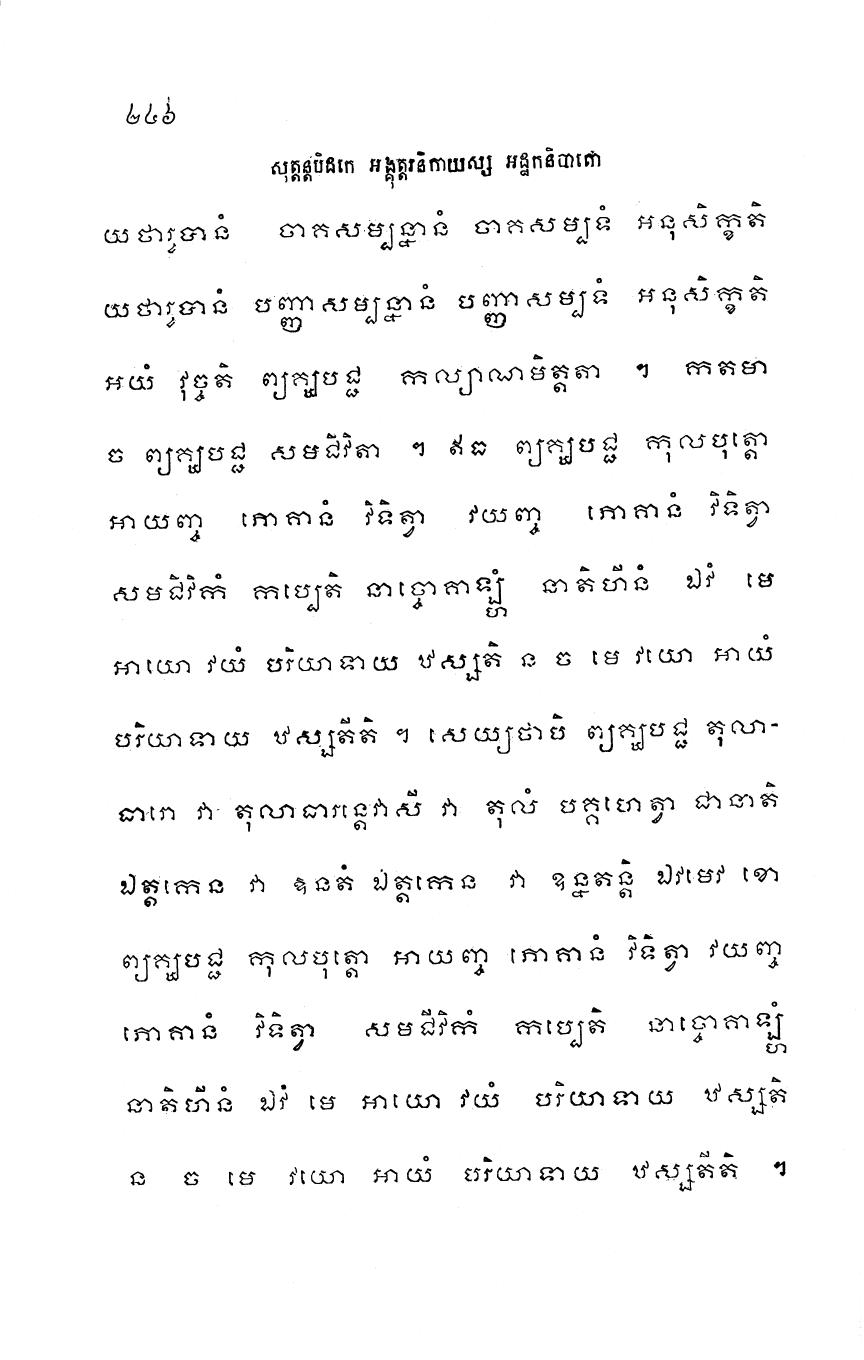 ២៤៦
សុត្តន្តបិដកេ អង្គុត្តរនិកាយស្ស អដ្ឋកនិបាតោ
យថារូបានំ ចាគសម្បន្នានំ ចាគសម្បទំ អនុសិក្ខតិ
យថារូបានំ បញ្ញាសម្បន្នានំ បញ្ញាសម្បទំ អនុសិក្ខតិ
អយំ វុច្ចតិ ព្យគ្ឃបជ្ជ កល្យាណមិត្តតា ។ កតមា
ច ព្យគ្ឃបជ្ជ សមជីវិតា ។ ឥធ ព្យគ្ឃបជ្ជ កុលបុត្តោ
អាយញ្ច ភោគានំ វិទិត្វា វយញ្ច ភោគានំ វិទិត្វា
សមជីវិកំ កប្បេតិ នាច្ចោគាឡ្ហំ នាតិហីនំ ឯវំ មេ
អាយោ វយំ បរិយាទាយ ឋស្សតិ ន ច មេ វយោ អាយំ
បរិយាទាយ ឋស្សតីតិ ។ សេយ្យថាបិ ព្យគ្ឃបជ្ជ តុលា-
ធារោ វា តុលាធារន្តេវាសី វា តុលំ បគ្គហេត្វា ជានាតិ
ឯត្តកេន វា ឱនតំ ឯត្តកេន វា ឧន្នតន្តិ ឯវមេវ ខោ
ព្យគ្ឃបជ្ជ កុលបុត្តោ អាយញ្ច ភោគានំ វិទិត្វា វយញ្ច
ភោគានំ វិទិត្វា សមជីវិកំ កប្បេតិ នាច្ចោគាឡ្ហំ
នាតិហីនំ ឯវំ មេ អាយោ វយំ បរិយាទាយ ឋស្សតិ
ន ច មេ វយោ អាយំ បរិយាទាយ ឋស្សតីតិ ។